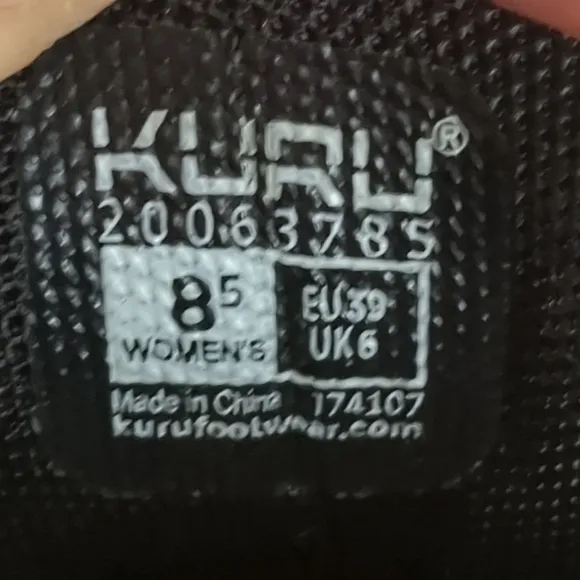 KURU®
20063785
8⁵ EU39
WOMEN'S UK6
Made in China 174107
kurufootwear.com